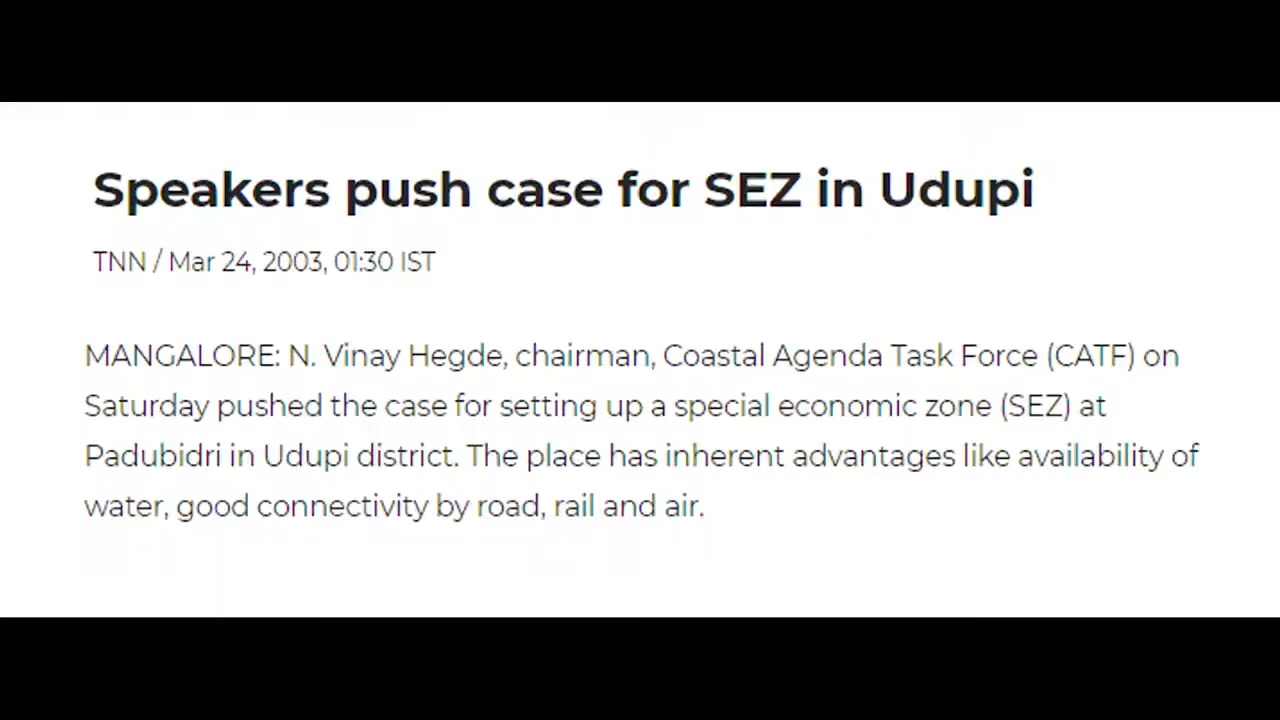 Speakers push case for SEZ in Udupi
TNN / Mar 24, 2003, 01:30 IST
MANGALORE: N. Vinay Hegde, chairman, Coastal Agenda Task Force (CATF) on
Saturday pushed the case for setting up a special economic zone (SEZ) at
Padubidri in Udupi district. The place has inherent advantages like availability of
water, good connectivity by road, rail and air.